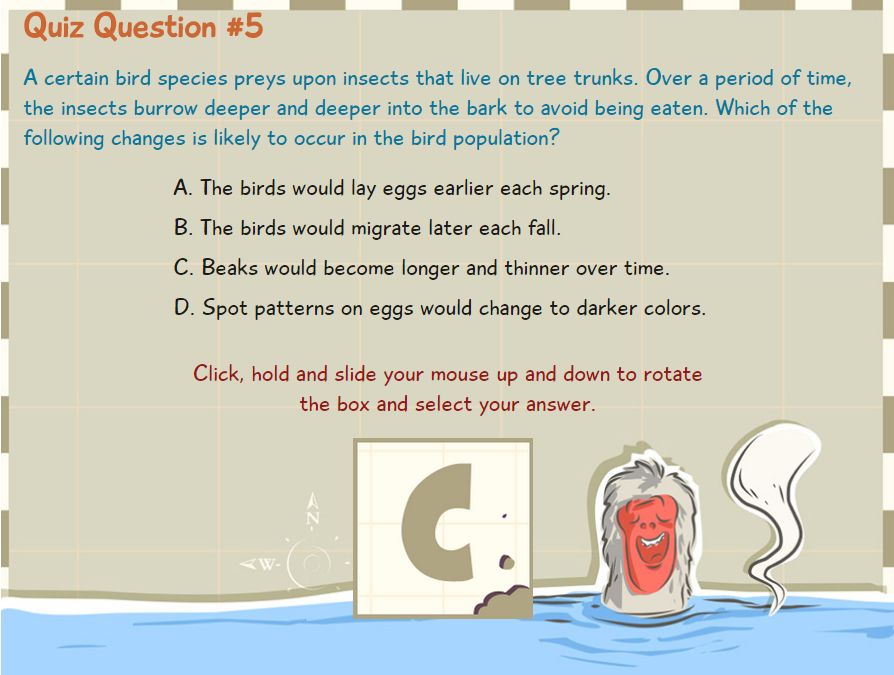 Quiz Question #5
A certain bird species preys upon insects that live on tree trunks. Over a period of time,
the insects burrow deeper and deeper into the bark to avoid being eaten. Which of the
following changes is likely to occur in the bird population?
A. The birds would lay eggs earlier each spring.
B. The birds would migrate later each fall.
C. Beaks would become longer and thinner over time.
D. Spot patterns on eggs would change to darker colors.
Click, hold and slide your mouse up and down to rotate
the box and select your answer.
C
N
W